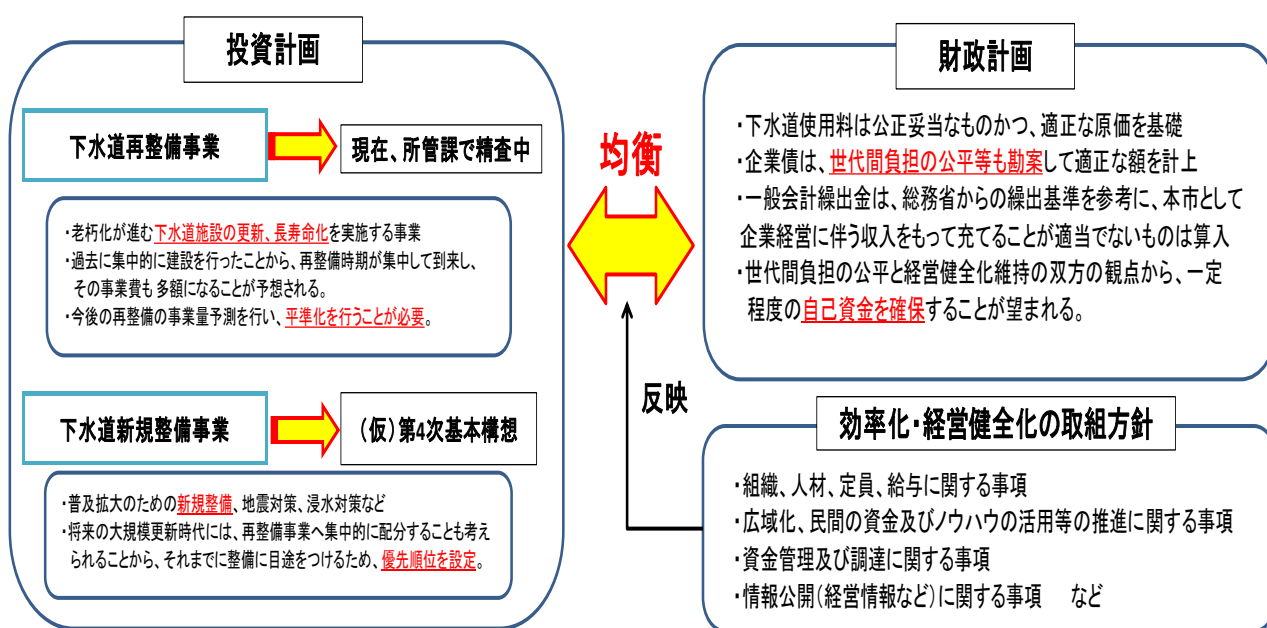 投資計画
下水道再整備事業
現在、所管課で精査中
・老朽化が進む下水道施設の更新、長寿命化を実施する事業
・過去に集中的に建設を行ったことから、再整備時期が集中して到来し、
その事業費も多額になることが予想される。
・今後の再整備の事業量予測を行い、平準化を行うことが必要。
下水道新規整備事業
(仮)第4次基本構想
・普及拡大のための新規整備、地震対策、浸水対策など
・将来の大規模更新時代には、再整備事業へ集中的に配分することも考え
られることから、それまでに整備に目途をつけるため、優先順位を設定。
均衡
反映
財政計画
・下水道使用料は公正妥当なものかつ、適正な原価を基礎
・企業債は、世代間負担の公平等も勘案して適正な額を計上
・一般会計繰出金は、総務省からの繰出基準を参考に、本市として
企業経営に伴う収入をもって充てることが適当でないものは算入
・世代間負担の公平と経営健全化維持の双方の観点から、一定
程度の自己資金を確保することが望まれる。
効率化・経営健全化の取組方針
・組織、人材、定員、給与に関する事項
・広域化、民間の資金及びノウハウの活用等の推進に関する事項
・資金管理及び調達に関する事項
・情報公開(経営情報など)に関する事項　など